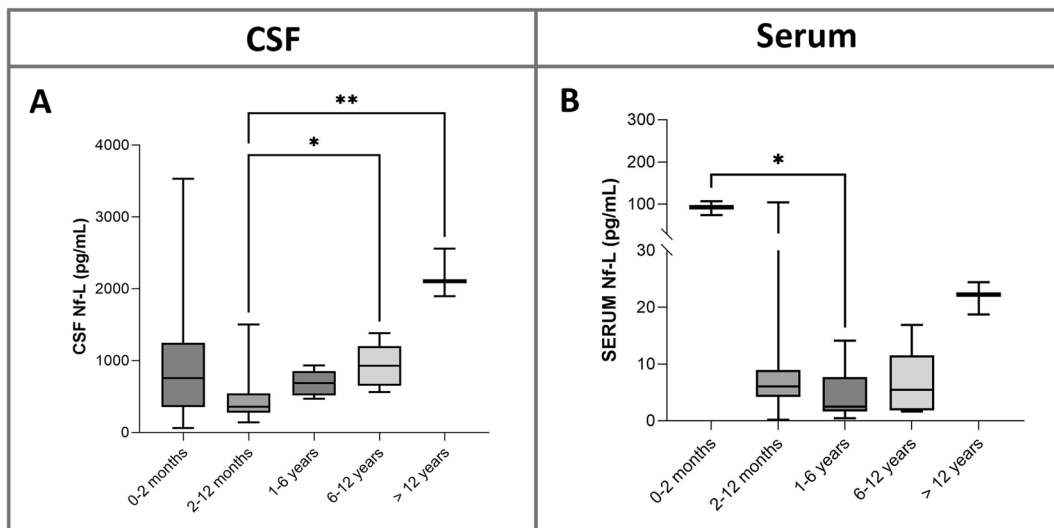 CSF
Serum
A
**
*
4000
3000
2000
1000
0
CSF Nf-L (pg/mL)
0-2 months
2-12 months
1-6 years
6-12 years
> 12 years
B
*
300
200
100
30
20
10
0
SERUM Nf-L (pg/mL)
0-2 months
2-12 months
1-6 years
6-12 years
> 12 years